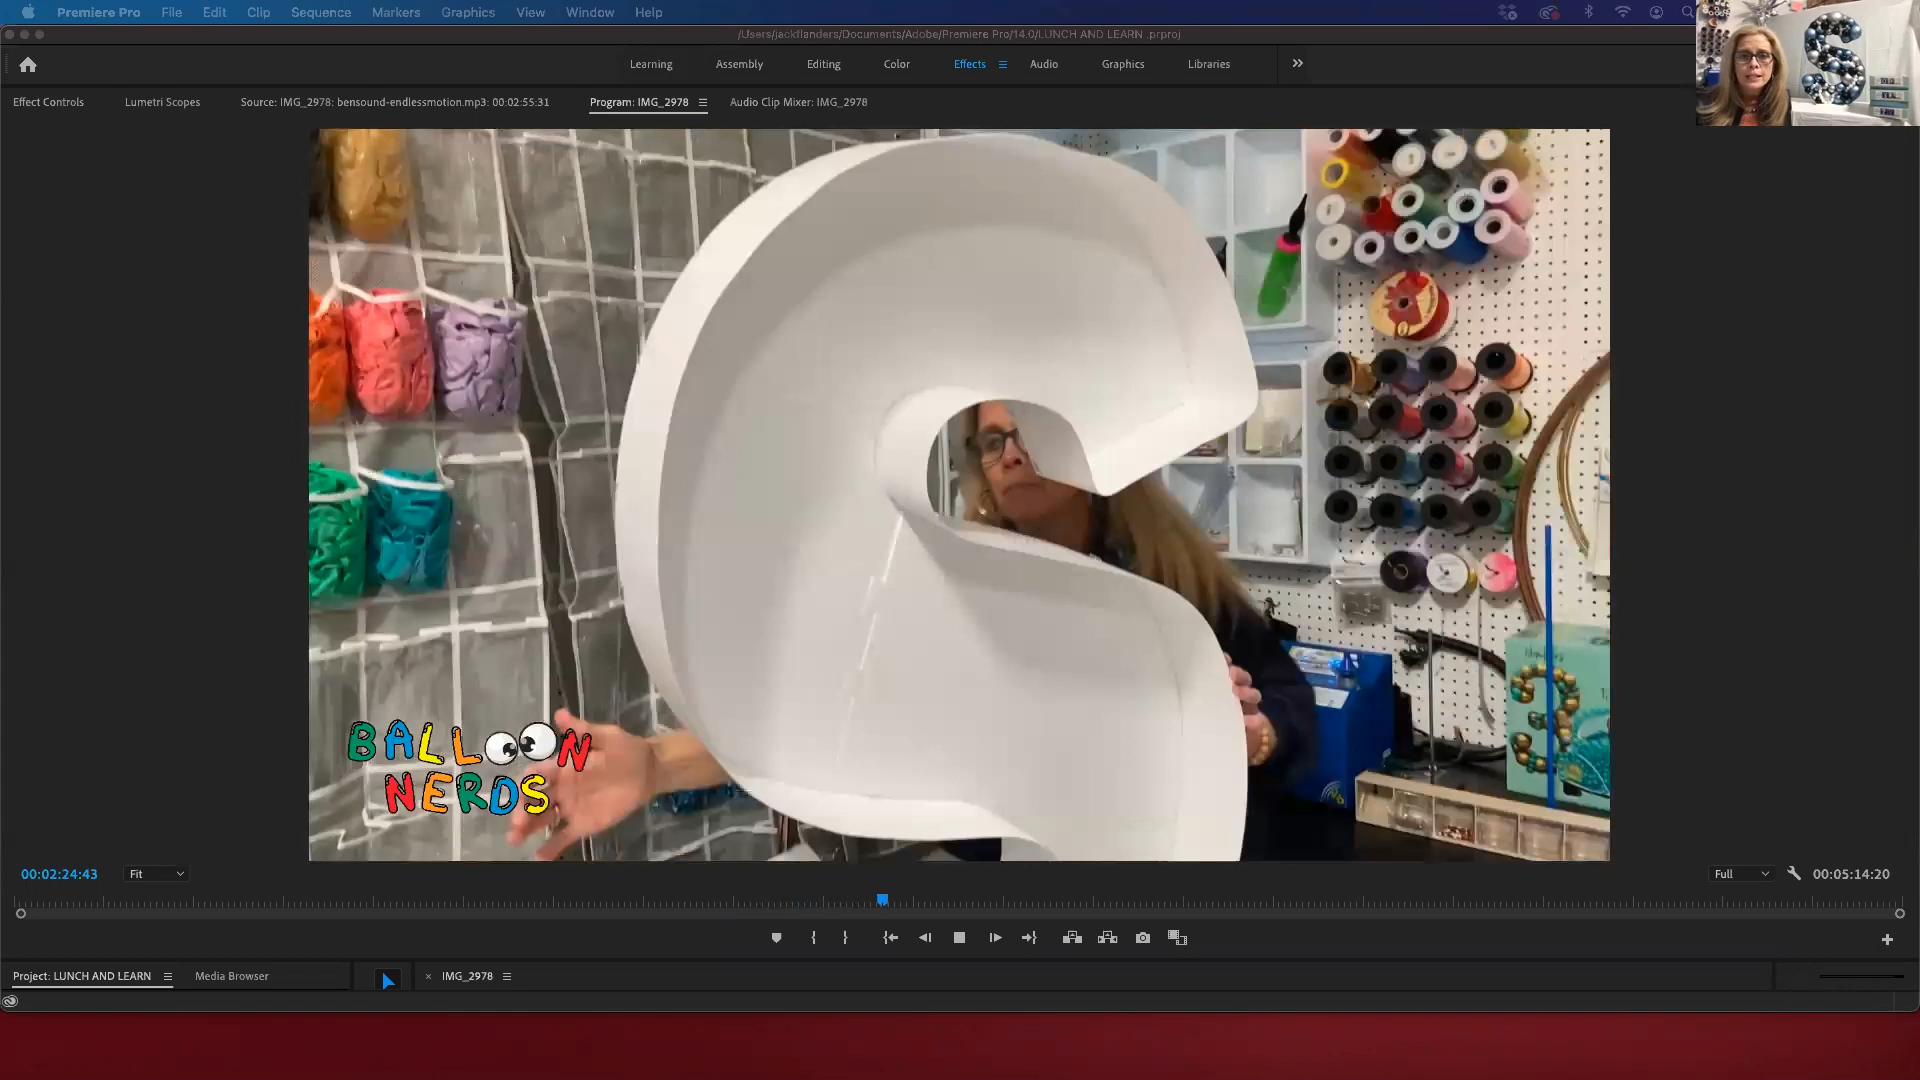 Premiere Pro File Edit Clip Sequence Markers Graphics View Window Help
/Users/jackflanders/Documents/Adobe/Premiere Pro/14.0/LUNCH AND LEARN .prproj
Learning Assembly Editing Color Effects Audio Graphics Libraries
Effect Controls Lumetri Scopes Source: IMG_2978: bensound-endlessmotion.mp3: 00:02:55:31 Program: IMG_2978 Audio Clip Mixer: IMG_2978
BALLOON
NERDS
00:02:24:43 Fit Full 00:05:14:20
Project: LUNCH AND LEARN Media Browser × IMG_2978